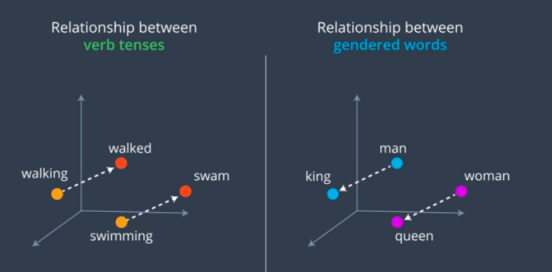 Relationship between
verb tenses
walked
walking
swam
swimming
Relationship between
gendered words
man
king
woman
queen